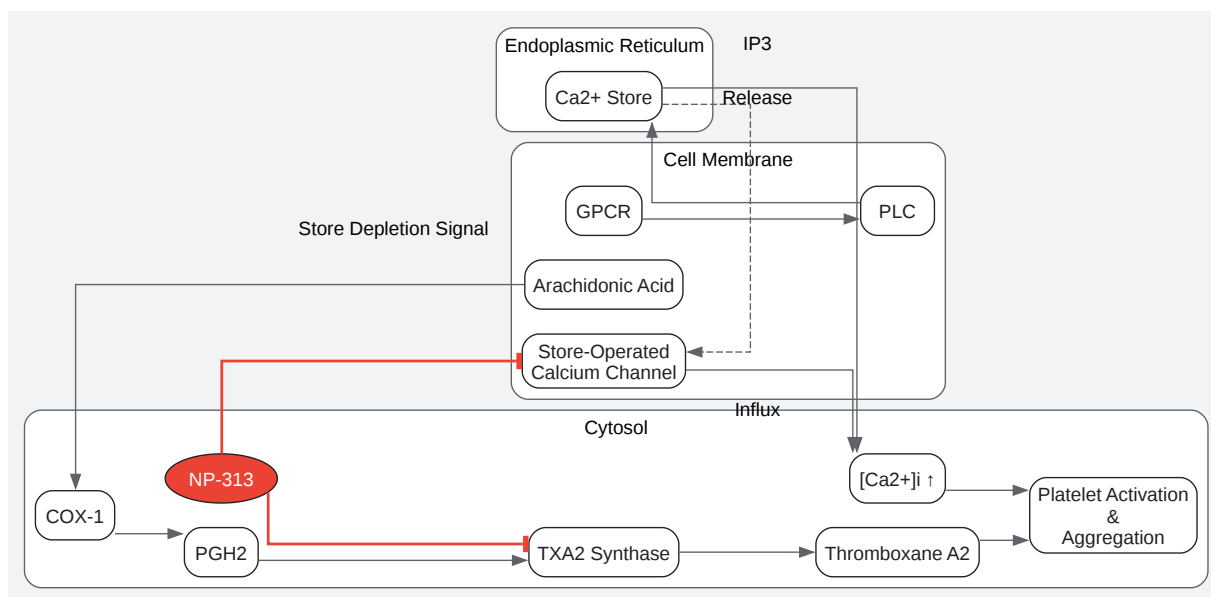 Endoplasmic Reticulum
IP3
Ca2+ Store
Release
Cell Membrane
GPCR
PLC
Store Depletion Signal
Arachidonic Acid
Store-Operated
Calcium Channel
Influx
Cytosol
NP-313
[Ca2+]i ↑
Platelet Activation
&
Aggregation
COX-1
PGH2
TXA2 Synthase
Thromboxane A2